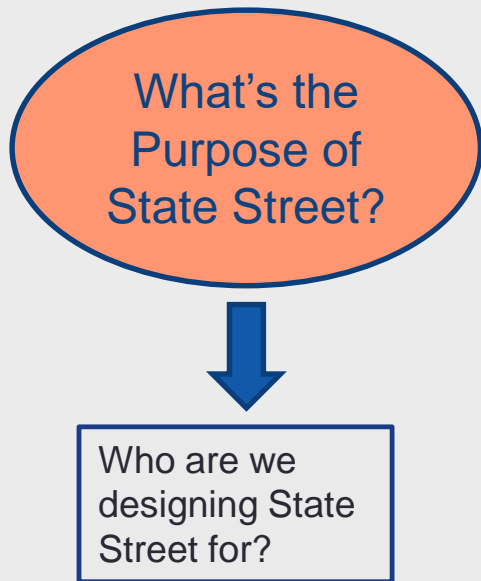 What’s the
Purpose of
State Street?
Who are we
designing State
Street for?